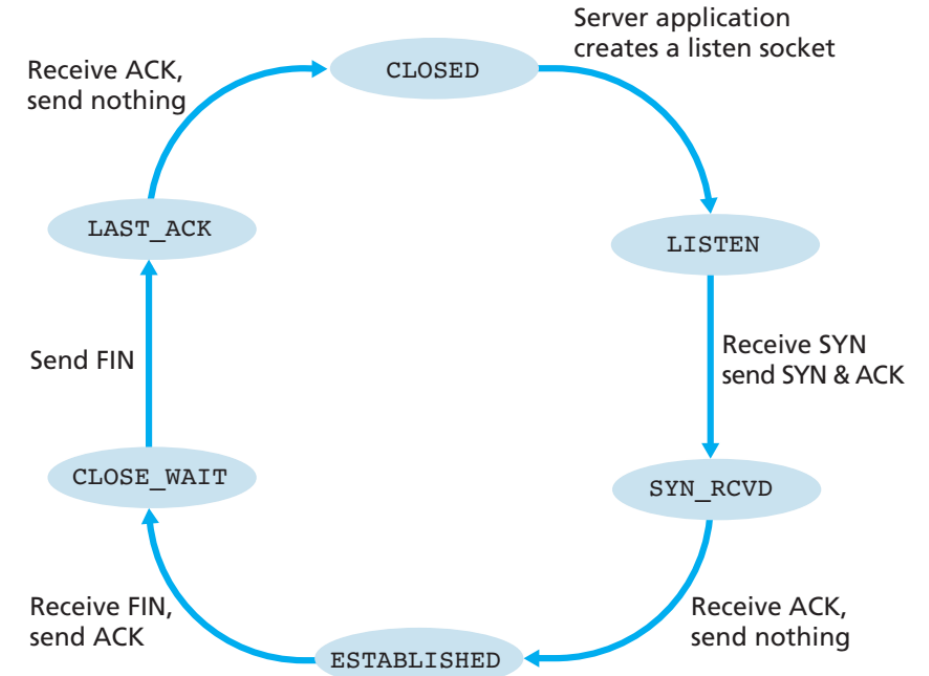 Server application
creates a listen socket
Receive ACK,
send nothing
CLOSED
LAST_ACK
LISTEN
Send FIN
Receive SYN
send SYN & ACK
CLOSE_WAIT
SYN_RCVD
Receive FIN,
send ACK
Receive ACK,
send nothing
ESTABLISHED